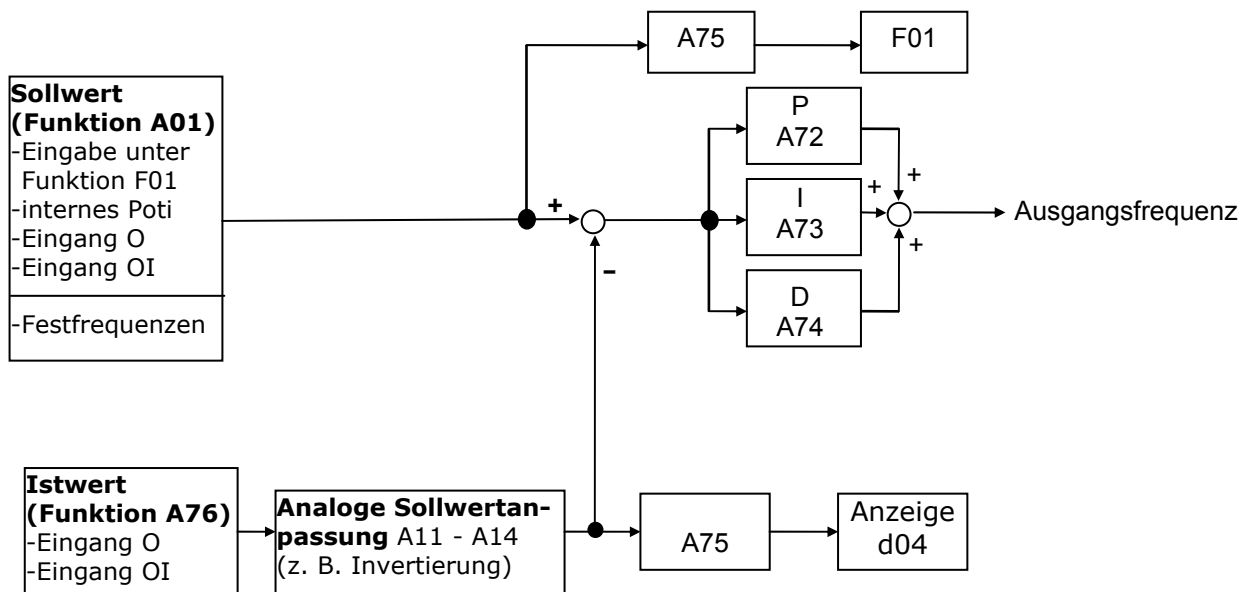 A75
F01
Sollwert
(Funktion A01)
-Eingabe unter
Funktion F01
-internes Poti
-Eingang O
-Eingang OI
-Festfrequenzen
+
–
P
A72
I
A73
D
A74
+
+
+
Ausgangsfrequenz
Istwert
(Funktion A76)
-Eingang O
-Eingang OI
Analoge Sollwertan-
passung A11 - A14
(z. B. Invertierung)
A75
Anzeige
d04